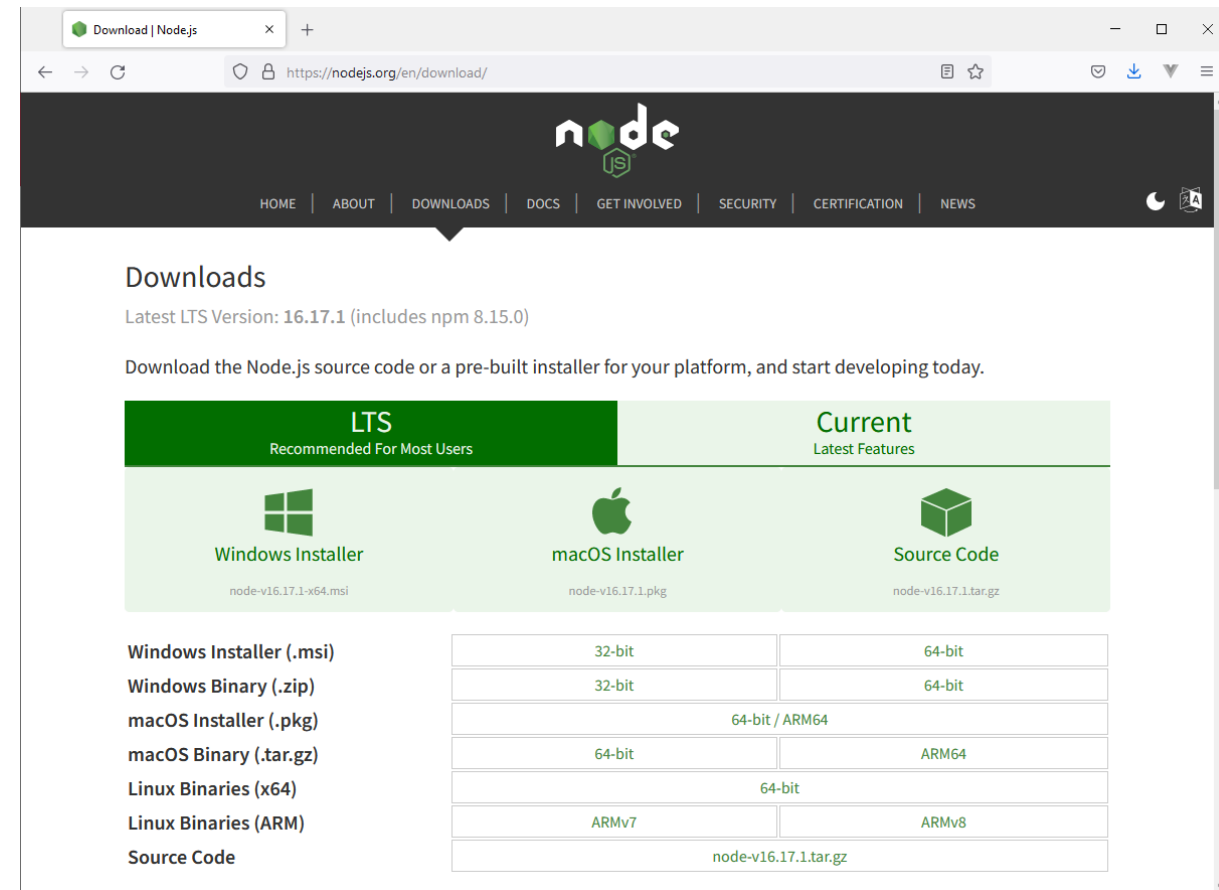 Download | Node.js
https://nodejs.org/en/download/
node
JS
HOME | ABOUT | DOWNLOADS | DOCS | GET INVOLVED | SECURITY | CERTIFICATION | NEWS
Downloads
Latest LTS Version: 16.17.1 (includes npm 8.15.0)
Download the Node.js source code or a pre-built installer for your platform, and start developing today.
LTS
Recommended For Most Users
Current
Latest Features
Windows Installer
node-v16.17.1-x64.msi
macOS Installer
node-v16.17.1.pkg
Source Code
node-v16.17.1.tar.gz
Windows Installer (.msi) 32-bit 64-bit
Windows Binary (.zip) 32-bit 64-bit
macOS Installer (.pkg) 64-bit / ARM64
macOS Binary (.tar.gz) 64-bit ARM64
Linux Binaries (x64) 64-bit
Linux Binaries (ARM) ARMv7 ARMv8
Source Code node-v16.17.1.tar.gz